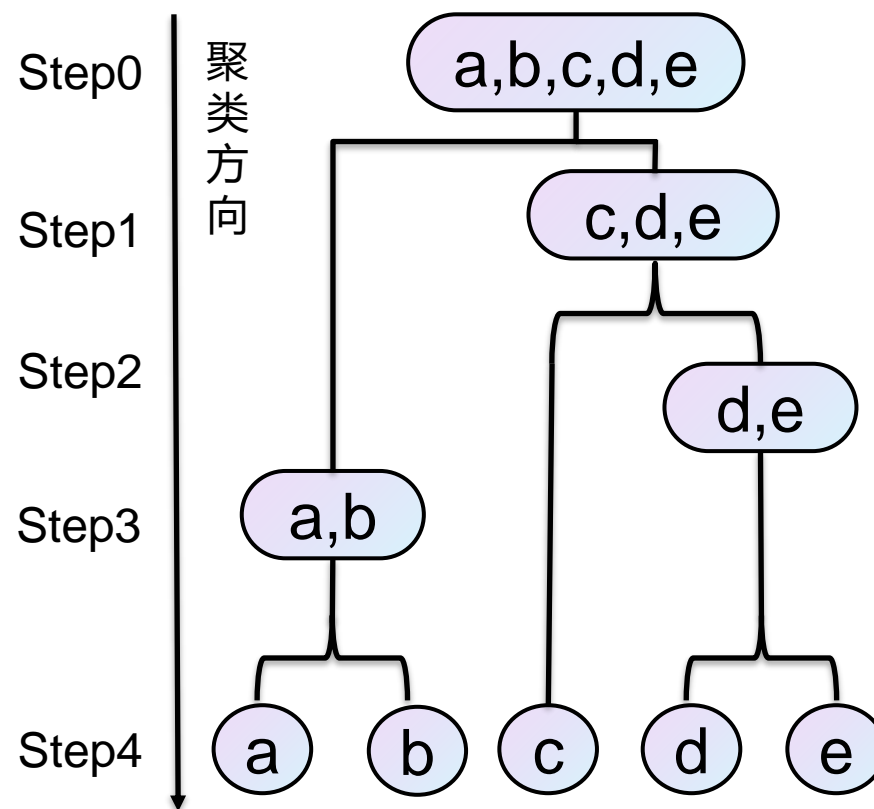 Step0
聚类方向
a,b,c,d,e
Step1
c,d,e
Step2
d,e
Step3
a,b
Step4
a
b
c
d
e